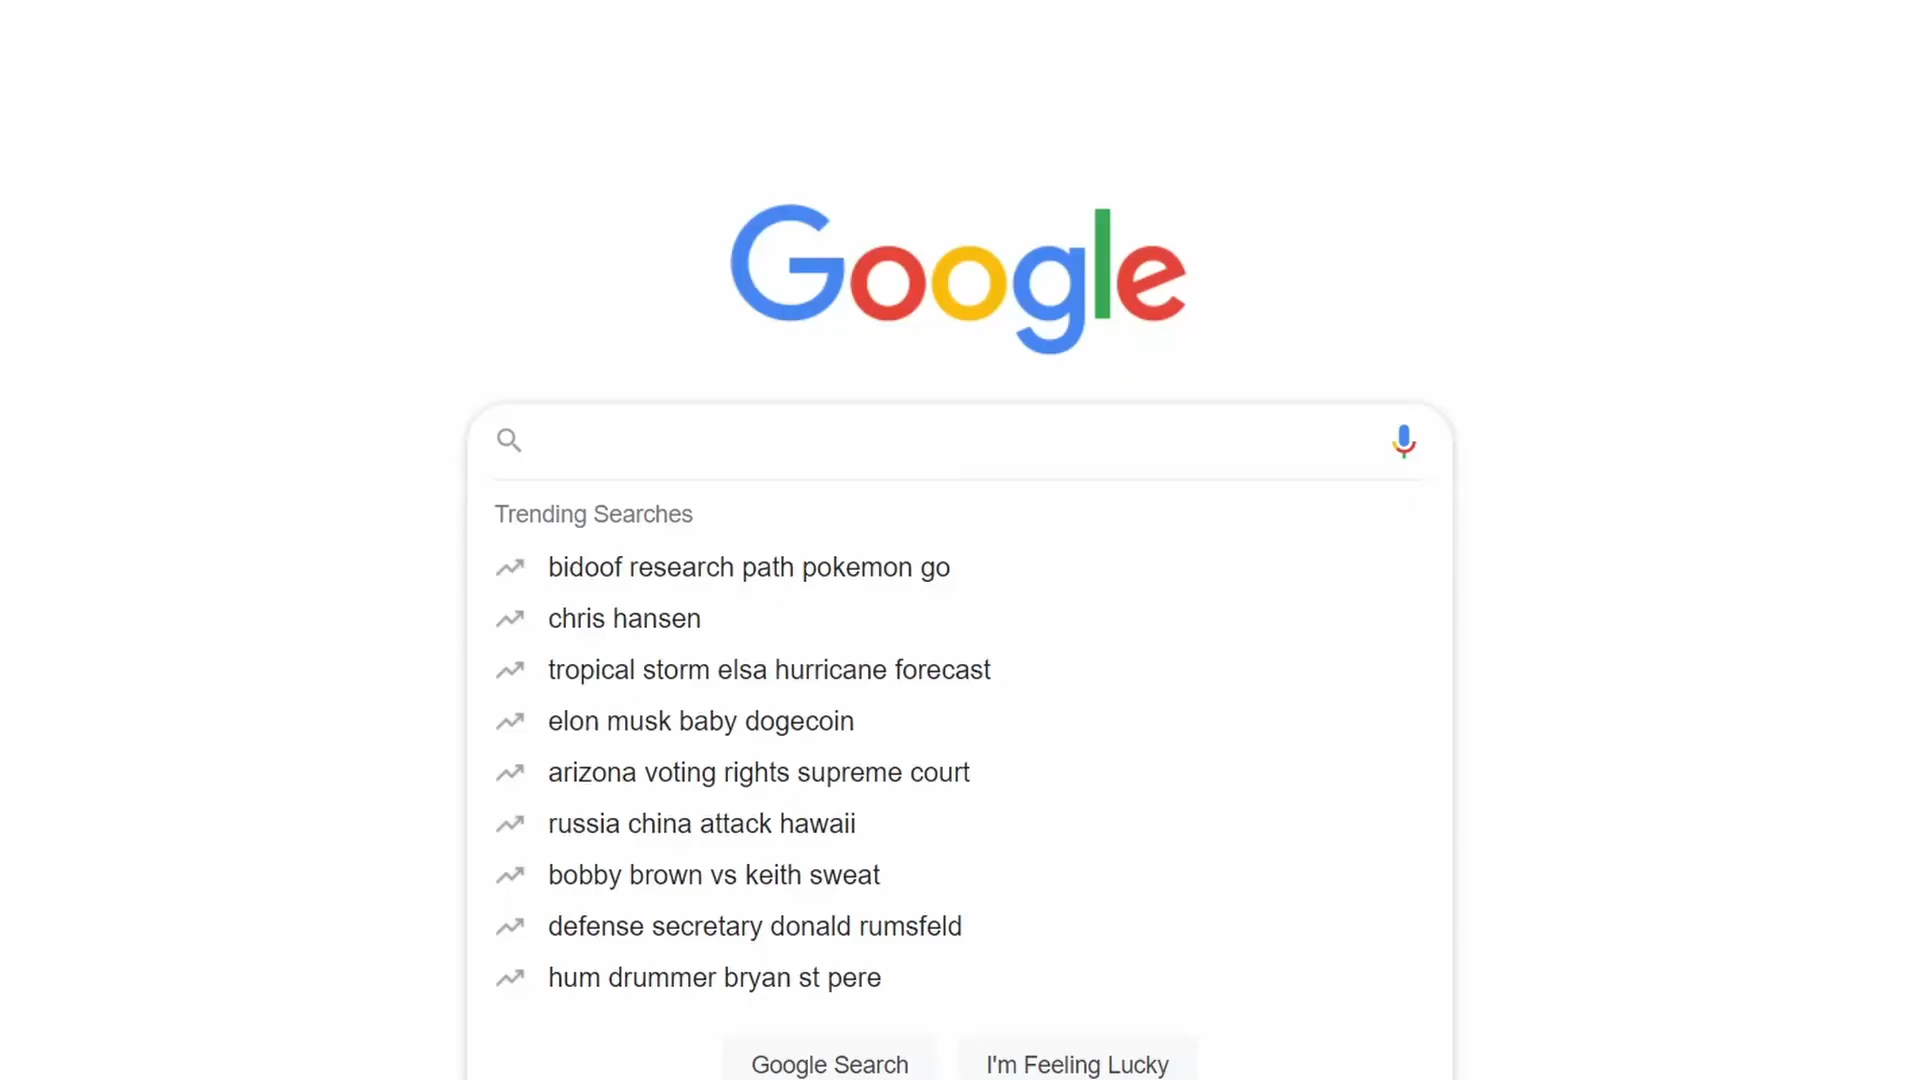 Google
Trending Searches
bidoof research path pokemon go
chris hansen
tropical storm elsa hurricane forecast
elon musk baby dogecoin
arizona voting rights supreme court
russia china attack hawaii
bobby brown vs keith sweat
defense secretary donald rumsfeld
hum drummer bryan st pere
Google Search I'm Feeling Lucky